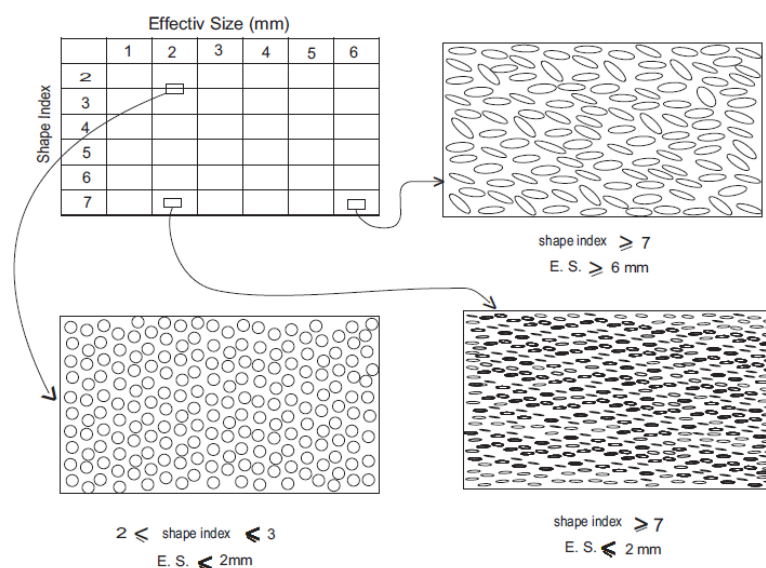 Effectiv Size (mm)
1 2 3 4 5 6
Shape Index
2
3
4
5
6
7
shape index ⩾ 7
E. S. ⩾ 6 mm
2 ⩽ shape index ⩽ 3
E. S. ⩽ 2mm
shape index ⩾ 7
E. S. ⩽ 2 mm